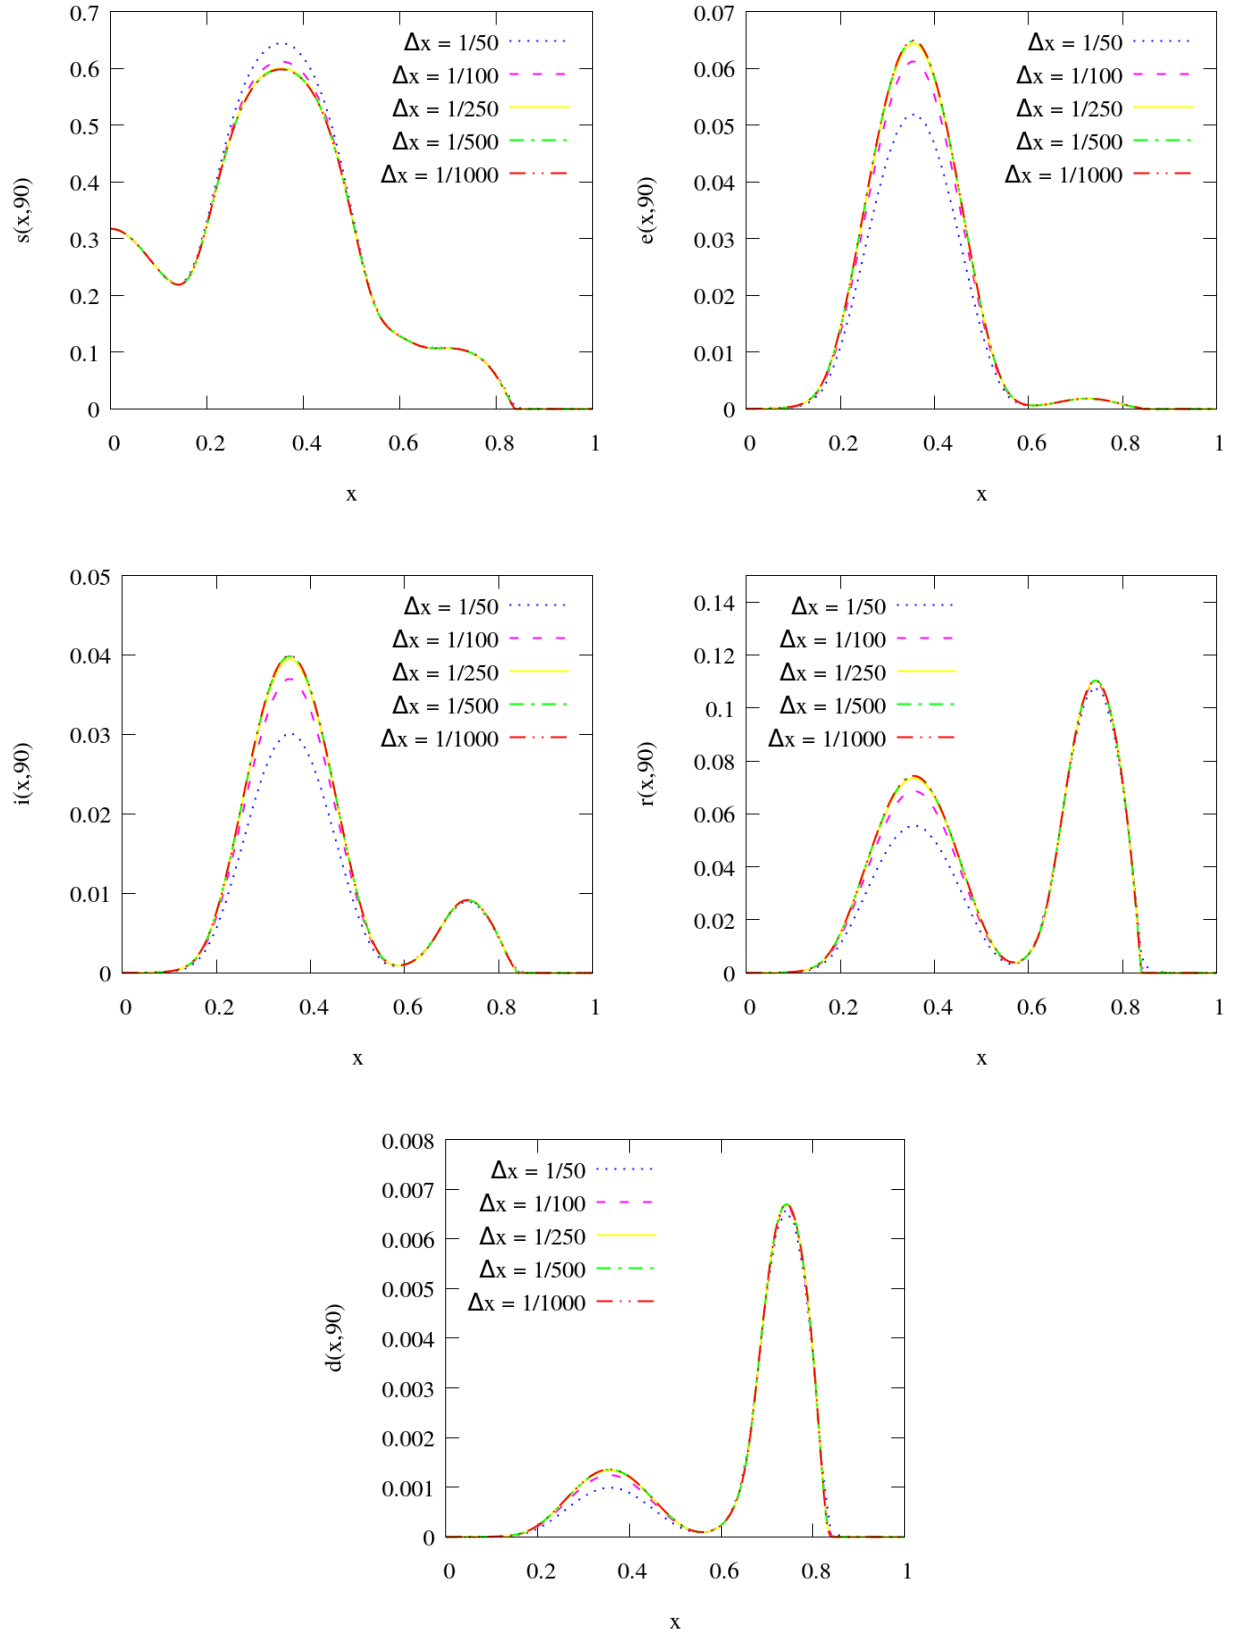 s(x,90)
0.7
0.6
0.5
0.4
0.3
0.2
0.1
0
0 0.2 0.4 0.6 0.8 1
x
Δx = 1/50
Δx = 1/100
Δx = 1/250
Δx = 1/500
Δx = 1/1000
e(x,90)
0.07
0.06
0.05
0.04
0.03
0.02
0.01
0
0 0.2 0.4 0.6 0.8 1
x
Δx = 1/50
Δx = 1/100
Δx = 1/250
Δx = 1/500
Δx = 1/1000
i(x,90)
0.05
0.04
0.03
0.02
0.01
0
0 0.2 0.4 0.6 0.8 1
x
Δx = 1/50
Δx = 1/100
Δx = 1/250
Δx = 1/500
Δx = 1/1000
r(x,90)
0.14
0.12
0.1
0.08
0.06
0.04
0.02
0
0 0.2 0.4 0.6 0.8 1
x
Δx = 1/50
Δx = 1/100
Δx = 1/250
Δx = 1/500
Δx = 1/1000
d(x,90)
0.008
0.007
0.006
0.005
0.004
0.003
0.002
0.001
0
0 0.2 0.4 0.6 0.8 1
x
Δx = 1/50
Δx = 1/100
Δx = 1/250
Δx = 1/500
Δx = 1/1000